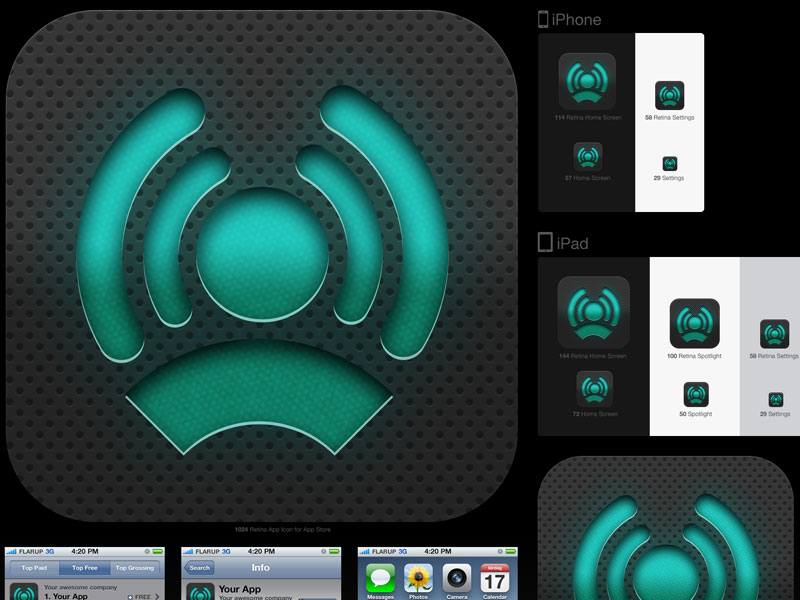 iPhone
114 Retina Home Screen
58 Retina Settings
57 Home Screen
29 Settings
iPad
144 Retina Home Screen
100 Retina Spotlight
58 Retina Settings
72 Home Screen
50 Spotlight
29 Settings
1024 Retina App Icon for App Store
FLARUP 3G 4:20 PM
Top Paid Top Free Top Grossing
Your awesome company
1. Your App FREE
FLARUP 3G 4:20 PM
Search Info
Your App
Your awesome company
FLARUP 3G 4:20 PM
17
Messages Photos Camera Calendar